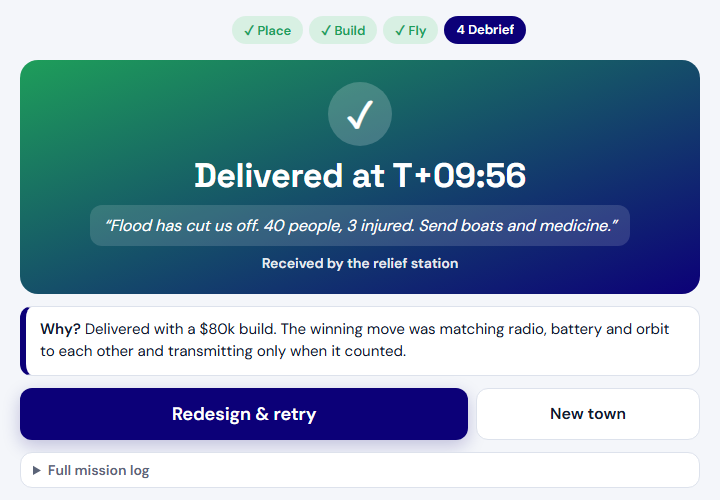 ✓ Place ✓ Build ✓ Fly 4 Debrief
✓
Delivered at T+09:56
“Flood has cut us off. 40 people, 3 injured. Send boats and medicine.”
Received by the relief station
Why? Delivered with a $80k build. The winning move was matching radio, battery and orbit
to each other and transmitting only when it counted.
Redesign & retry New town
▶ Full mission log